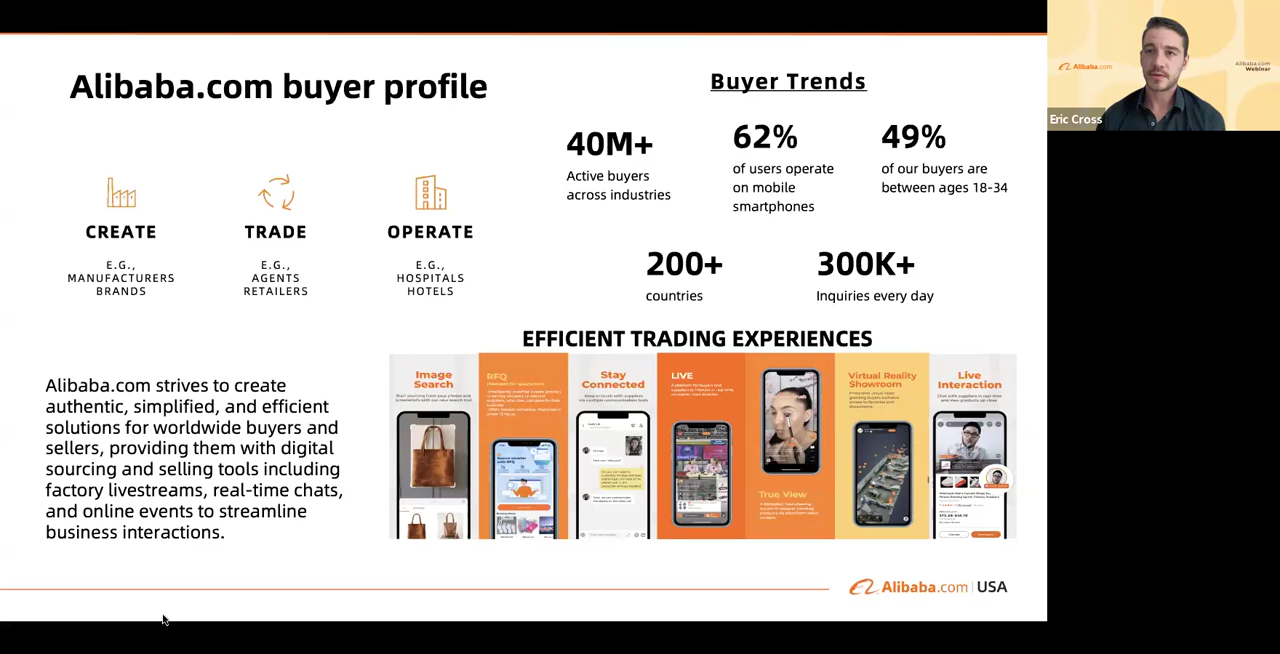 Alibaba.com buyer profile
CREATE
E.G.,
MANUFACTURERS
BRANDS
TRADE
E.G.,
AGENTS
RETAILERS
OPERATE
E.G.,
HOSPITALS
HOTELS
Alibaba.com strives to create
authentic, simplified, and efficient
solutions for worldwide buyers and
sellers, providing them with digital
sourcing and selling tools including
factory livestreams, real-time chats,
and online events to streamline
business interactions.
Buyer Trends
40M+
Active buyers
across industries
62%
of users operate
on mobile
smartphones
49%
of our buyers are
between ages 18-34
200+
countries
300K+
Inquiries every day
EFFICIENT TRADING EXPERIENCES
Image
Search
RFQ
Stay
Connected
LIVE
True View
Virtual Reality
Showroom
Live
Interaction
Alibaba.com | USA
Alibaba.com
Alibaba.com
Webinar
Eric Cross